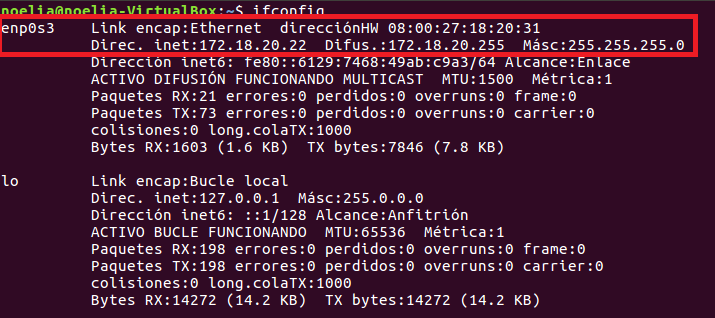 noelia@noelia-VirtualBox:~$ ifconfig
enp0s3 Link encap:Ethernet direcciónHW 08:00:27:18:20:31
Direc. inet:172.18.20.22 Difus.:172.18.20.255 Másc:255.255.255.0
Dirección inet6: fe80::6129:7468:49ab:c9a3/64 Alcance:Enlace
ACTIVO DIFUSIÓN FUNCIONANDO MULTICAST MTU:1500 Métrica:1
Paquetes RX:21 errores:0 perdidos:0 overruns:0 frame:0
Paquetes TX:73 errores:0 perdidos:0 overruns:0 carrier:0
colisiones:0 long.colaTX:1000
Bytes RX:1603 (1.6 KB) TX bytes:7846 (7.8 KB)
lo Link encap:Bucle local
Direc. inet:127.0.0.1 Másc:255.0.0.0
Dirección inet6: ::1/128 Alcance:Anfitrión
ACTIVO BUCLE FUNCIONANDO MTU:65536 Métrica:1
Paquetes RX:198 errores:0 perdidos:0 overruns:0 frame:0
Paquetes TX:198 errores:0 perdidos:0 overruns:0 carrier:0
colisiones:0 long.colaTX:1000
Bytes RX:14272 (14.2 KB) TX bytes:14272 (14.2 KB)